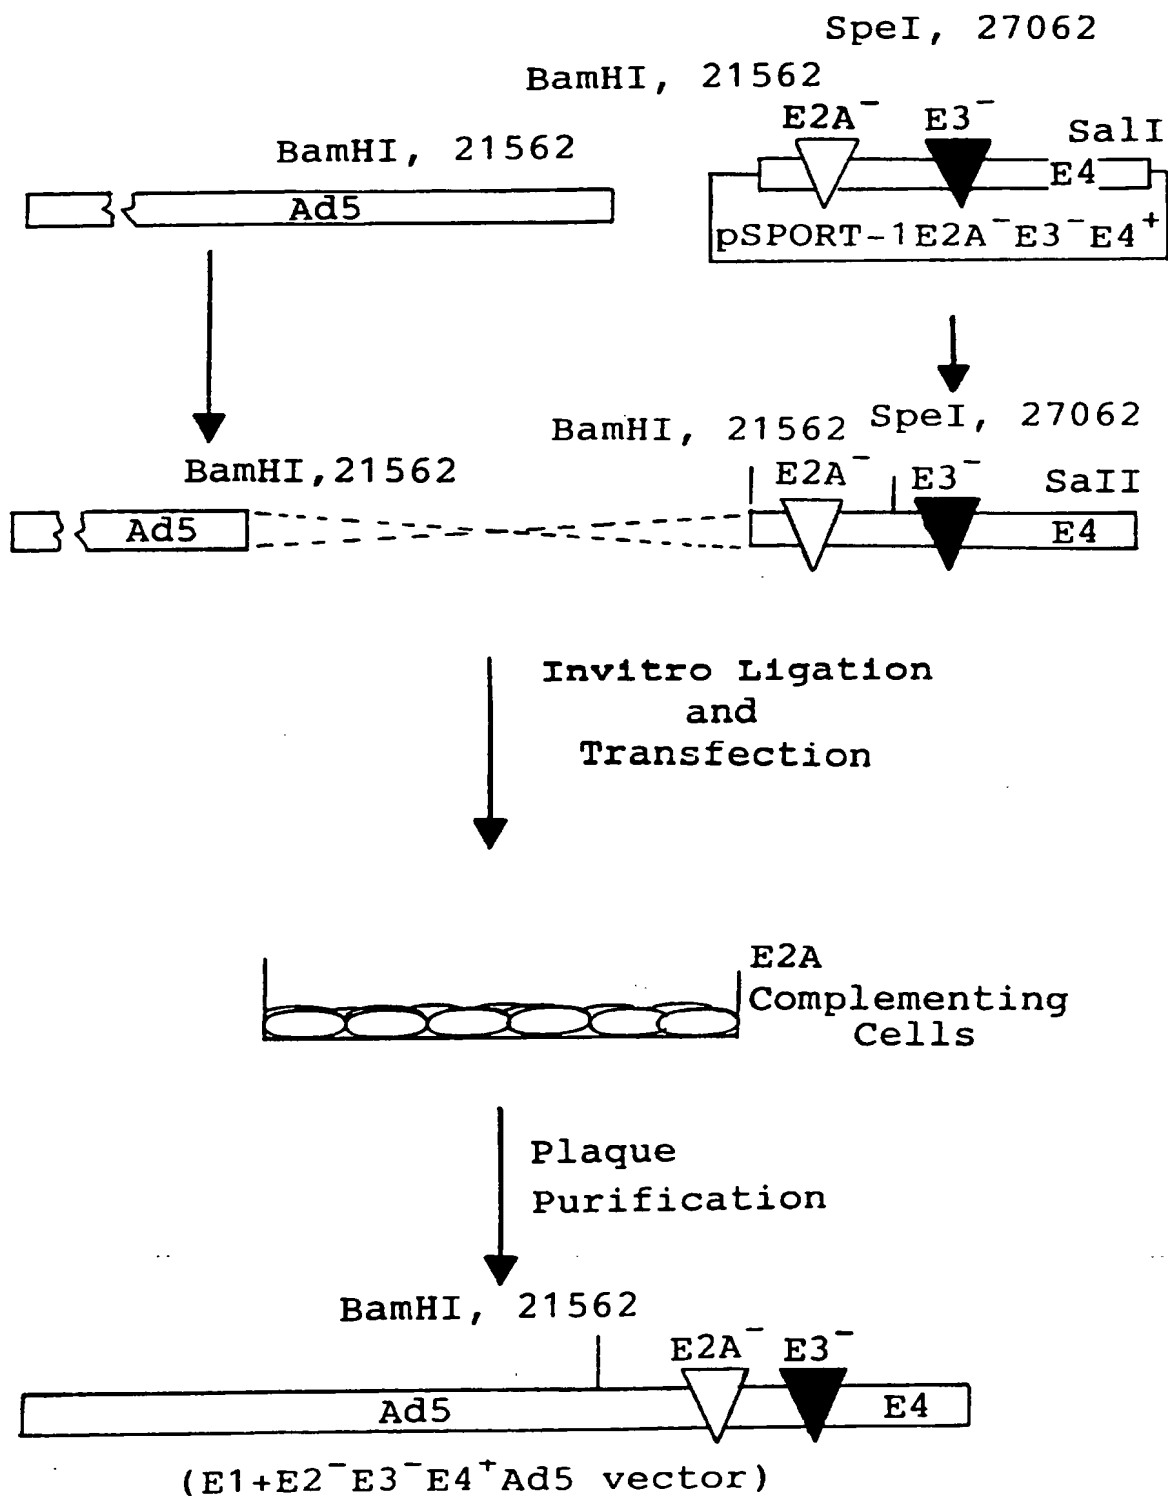 SpeI, 27062
BamHI, 21562
E2A⁻ E3⁻
SalI
BamHI, 21562
E4
Ad5
pSPORT-1E2A⁻E3⁻E4⁺
SpeI, 27062
BamHI, 21562
BamHI,21562
E2A⁻ E3⁻
SaII
Ad5
E4
Invitro Ligation
and
Transfection
E2A
Complementing
Cells
Plaque
Purification
BamHI, 21562
E2A⁻ E3⁻
Ad5
E4
(E1+E2⁻E3⁻E4⁺Ad5 vector)